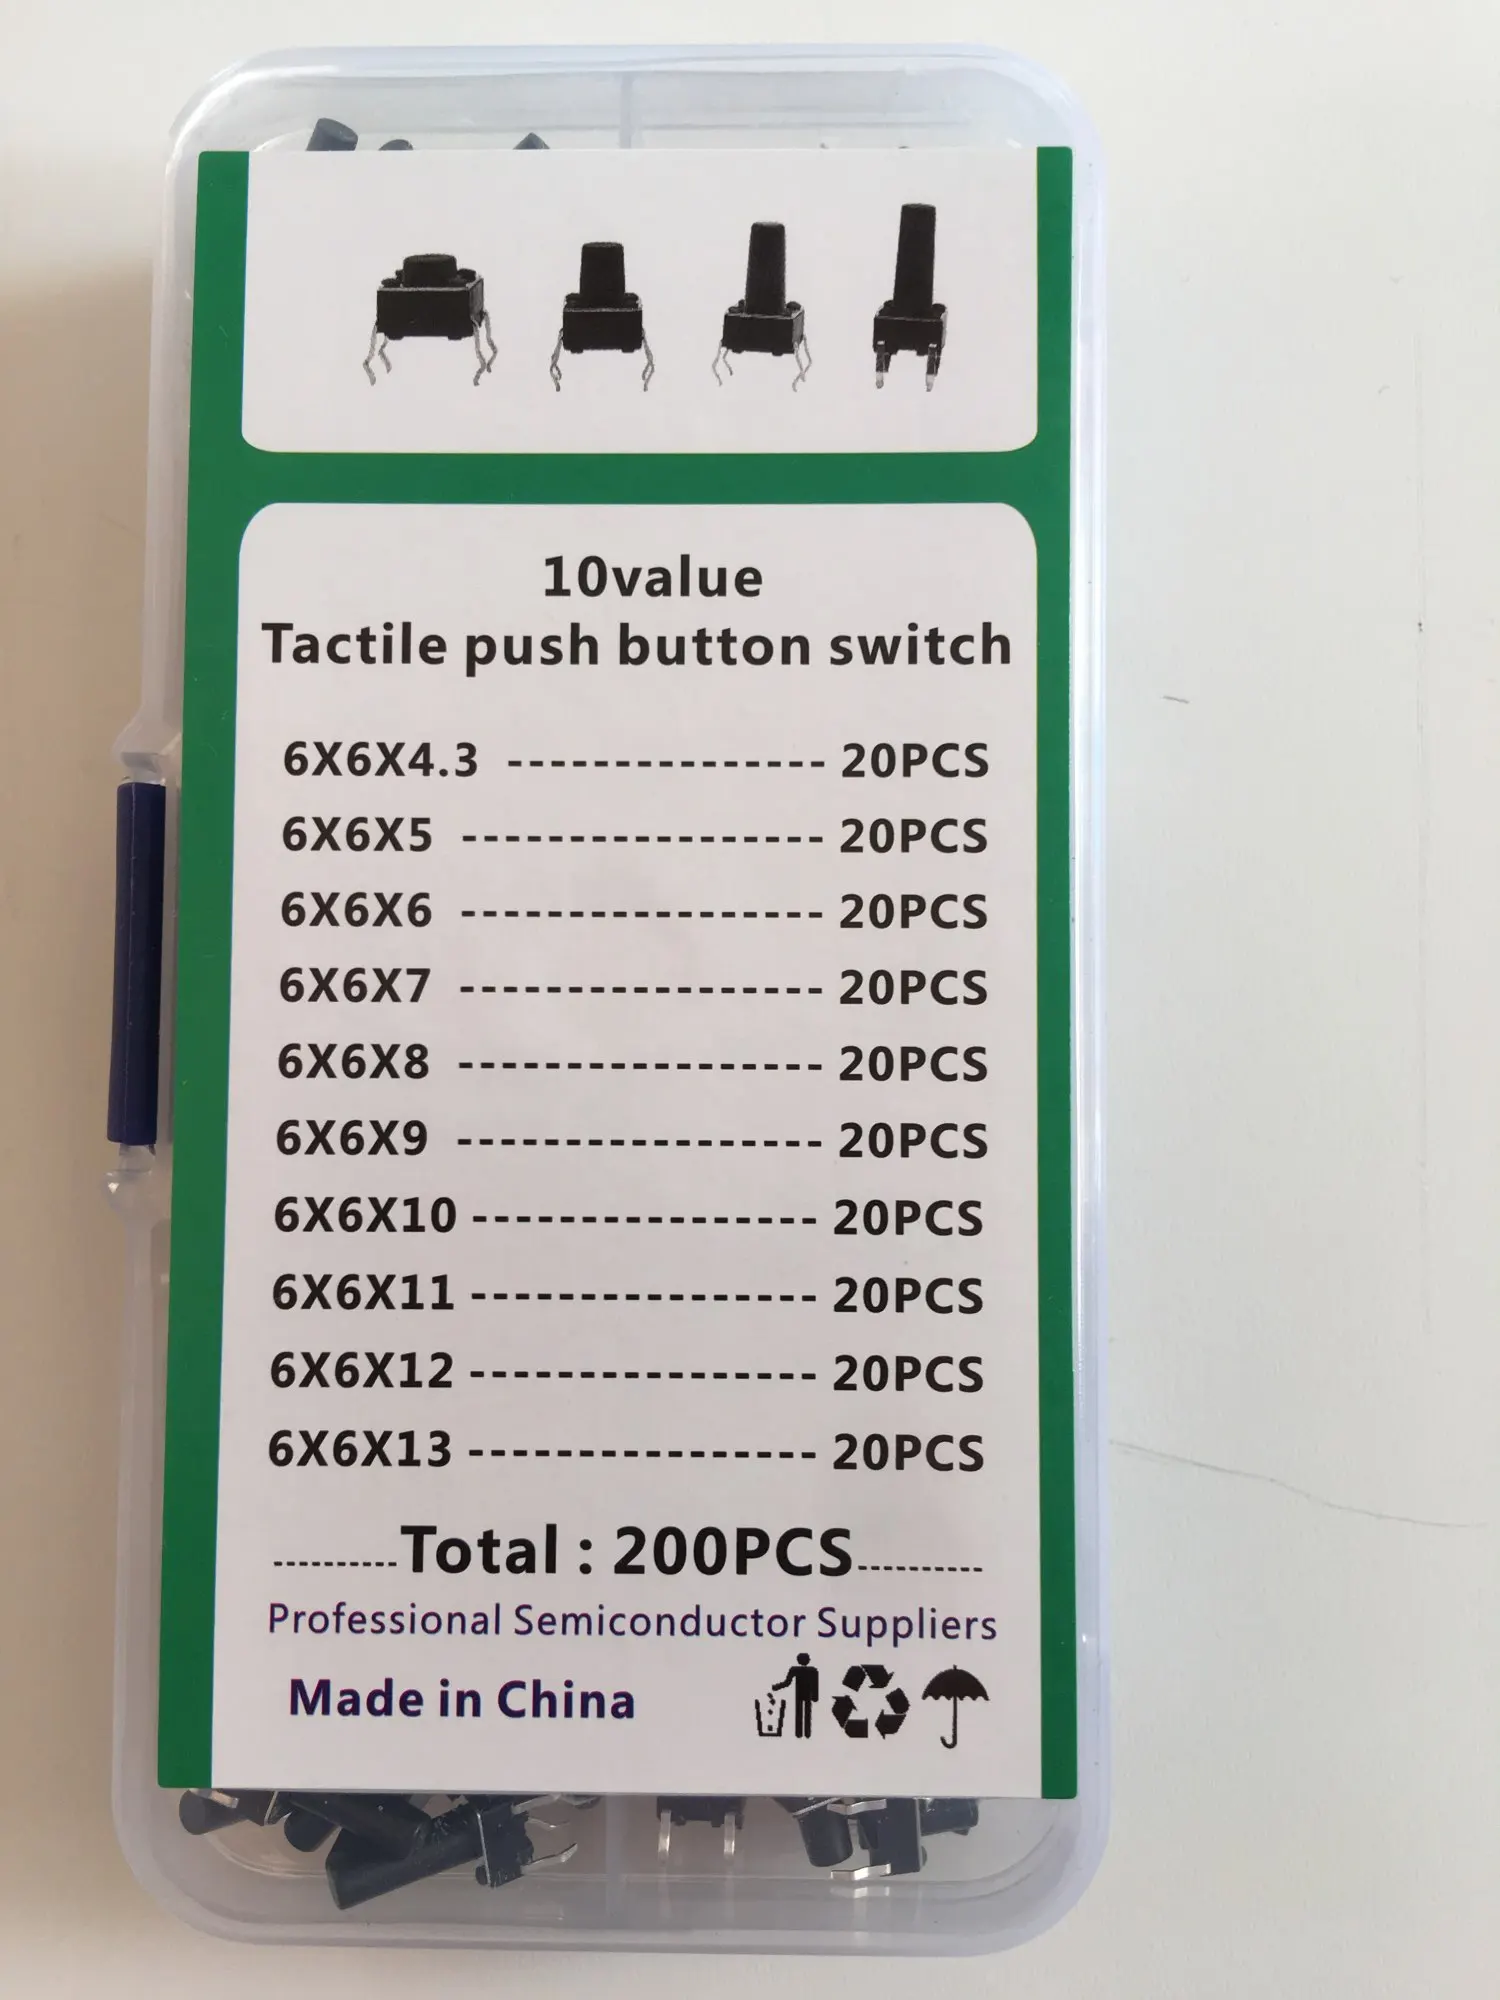 10value
Tactile push button switch
6X6X4.3 --------------- 20PCS
6X6X5 ----------------- 20PCS
6X6X6 ----------------- 20PCS
6X6X7 ----------------- 20PCS
6X6X8 ----------------- 20PCS
6X6X9 ----------------- 20PCS
6X6X10 ---------------- 20PCS
6X6X11 ---------------- 20PCS
6X6X12 ---------------- 20PCS
6X6X13 ---------------- 20PCS
----------Total : 200PCS----------
Professional Semiconductor Suppliers
Made in China